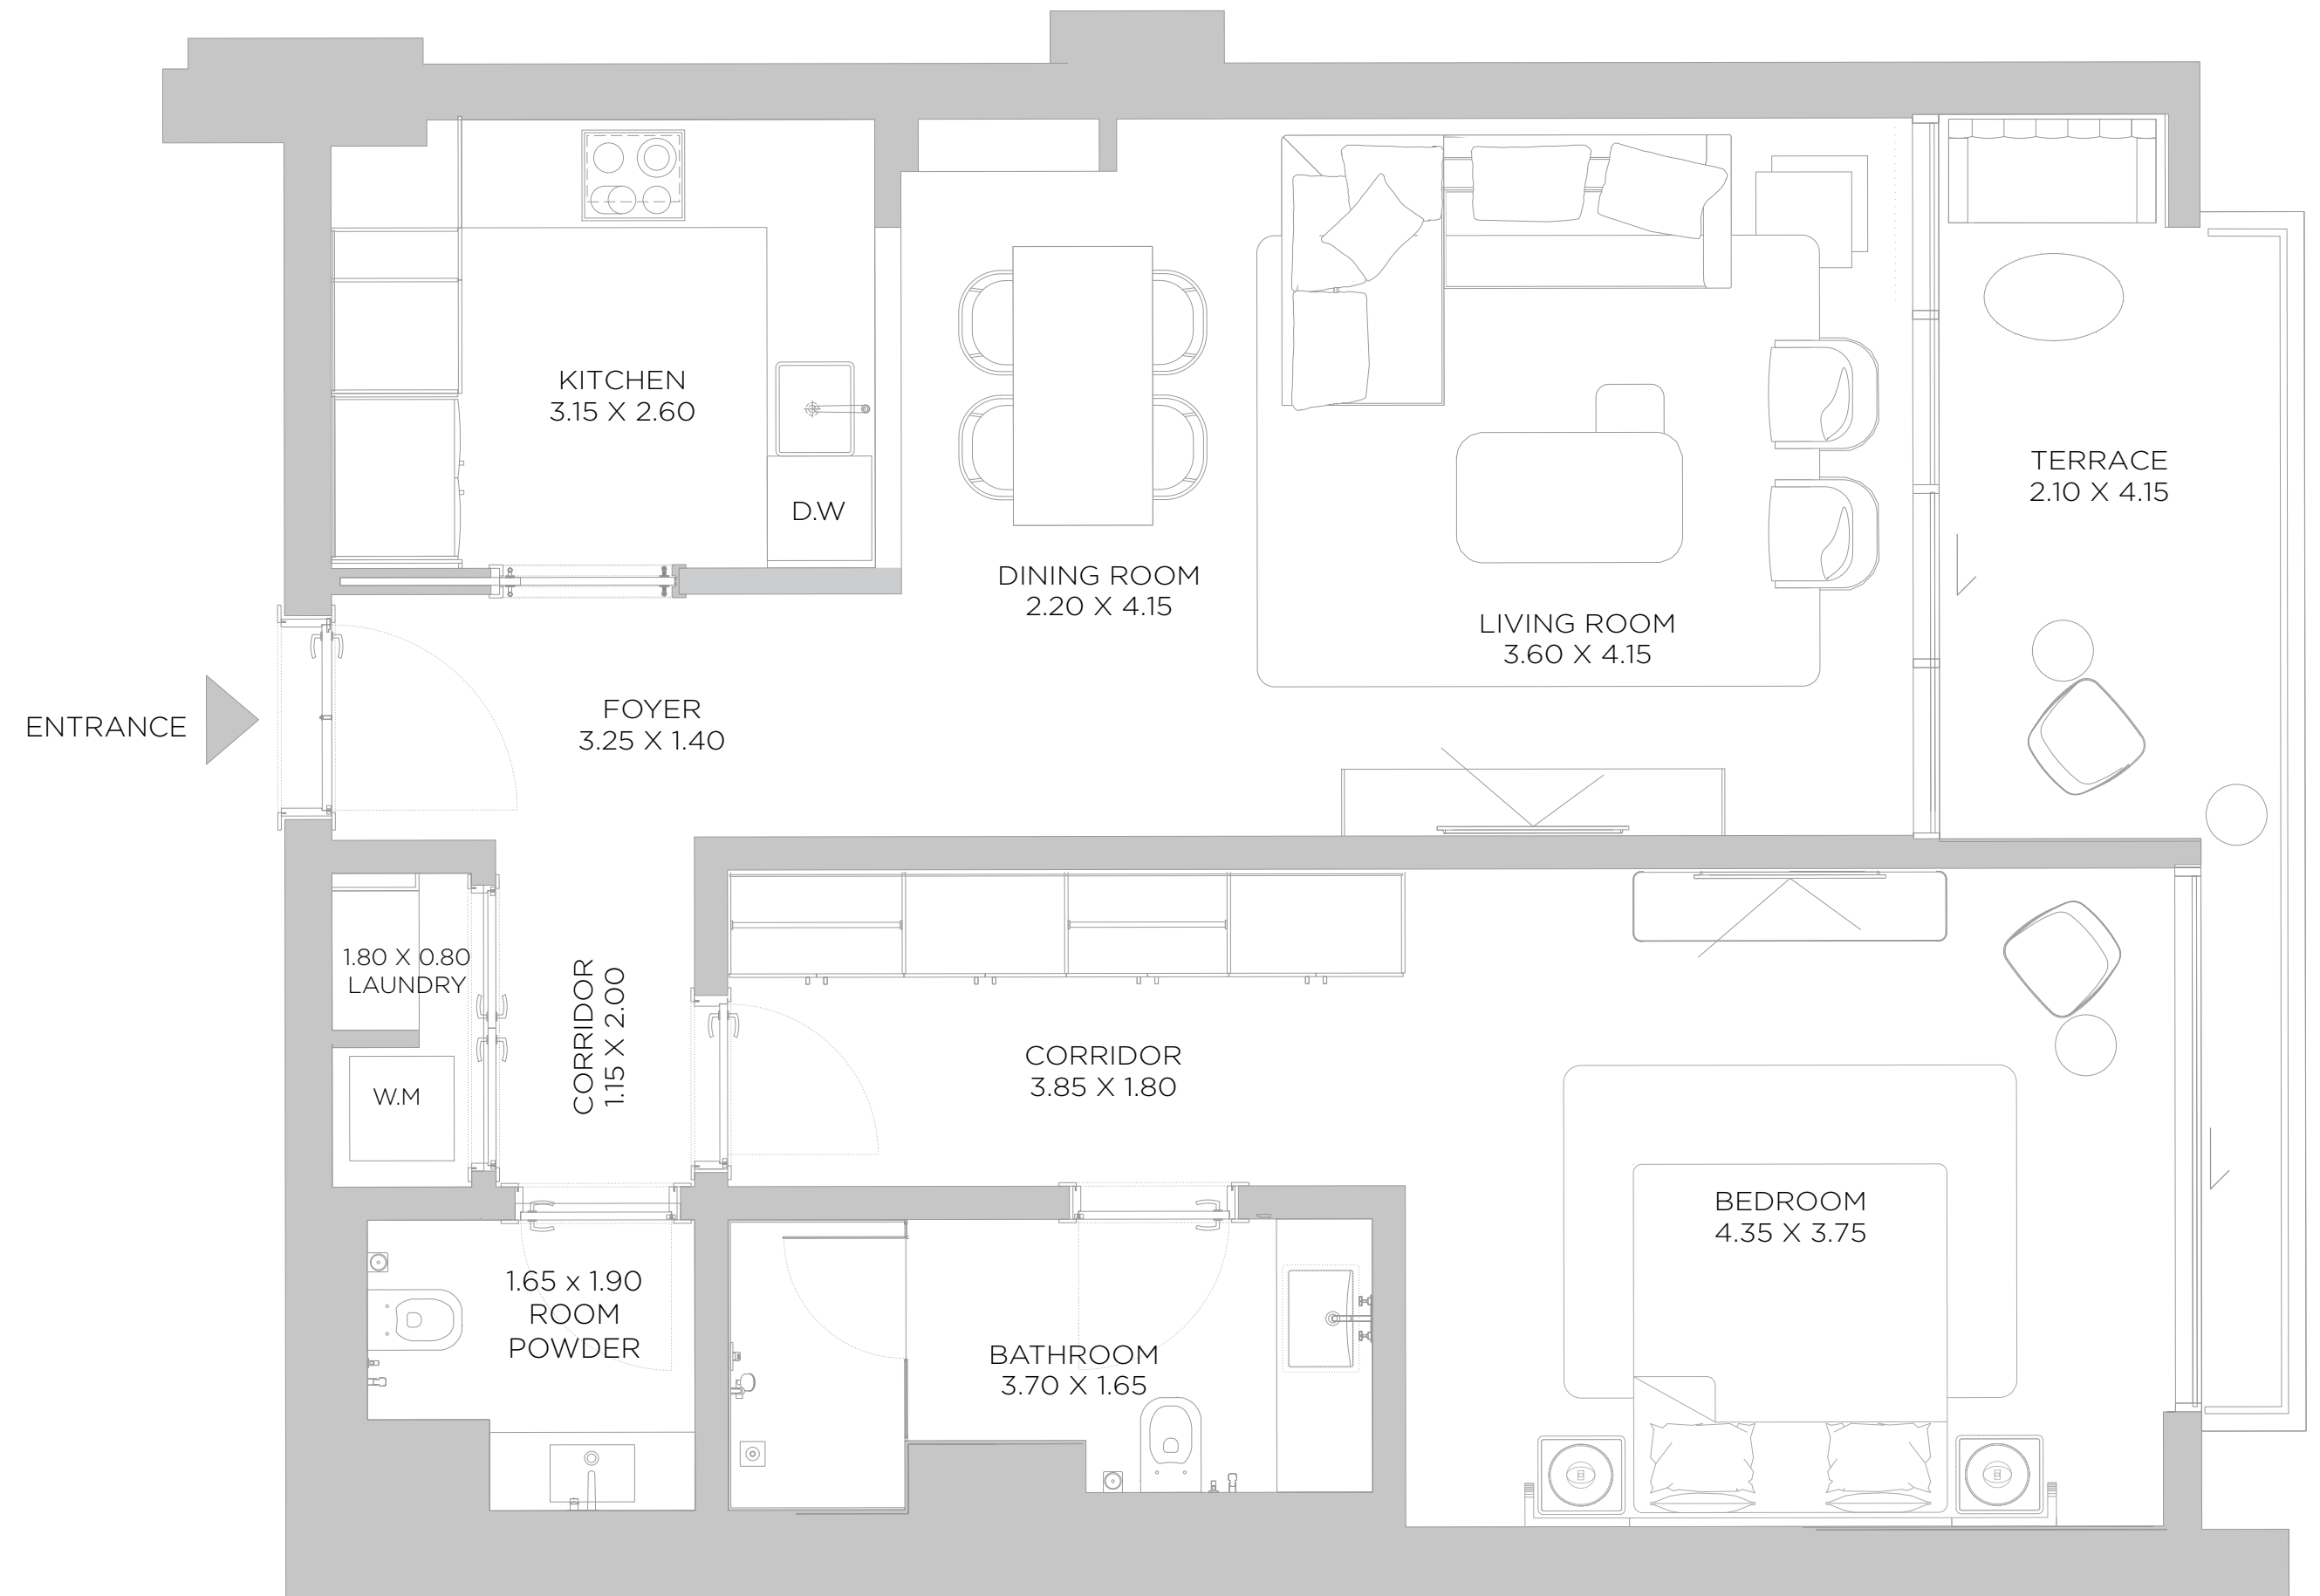 KITCHEN
3.15 X 2.60
D.W
TERRACE
2.10 X 4.15
DINING ROOM
2.20 X 4.15
LIVING ROOM
3.60 X 4.15
ENTRANCE
FOYER
3.25 X 1.40
1.80 X 0.80
LAUNDRY
CORRIDOR
1.15 X 2.00
W.M
CORRIDOR
3.85 X 1.80
BEDROOM
4.35 X 3.75
1.65 x 1.90
ROOM
POWDER
BATHROOM
3.70 X 1.65